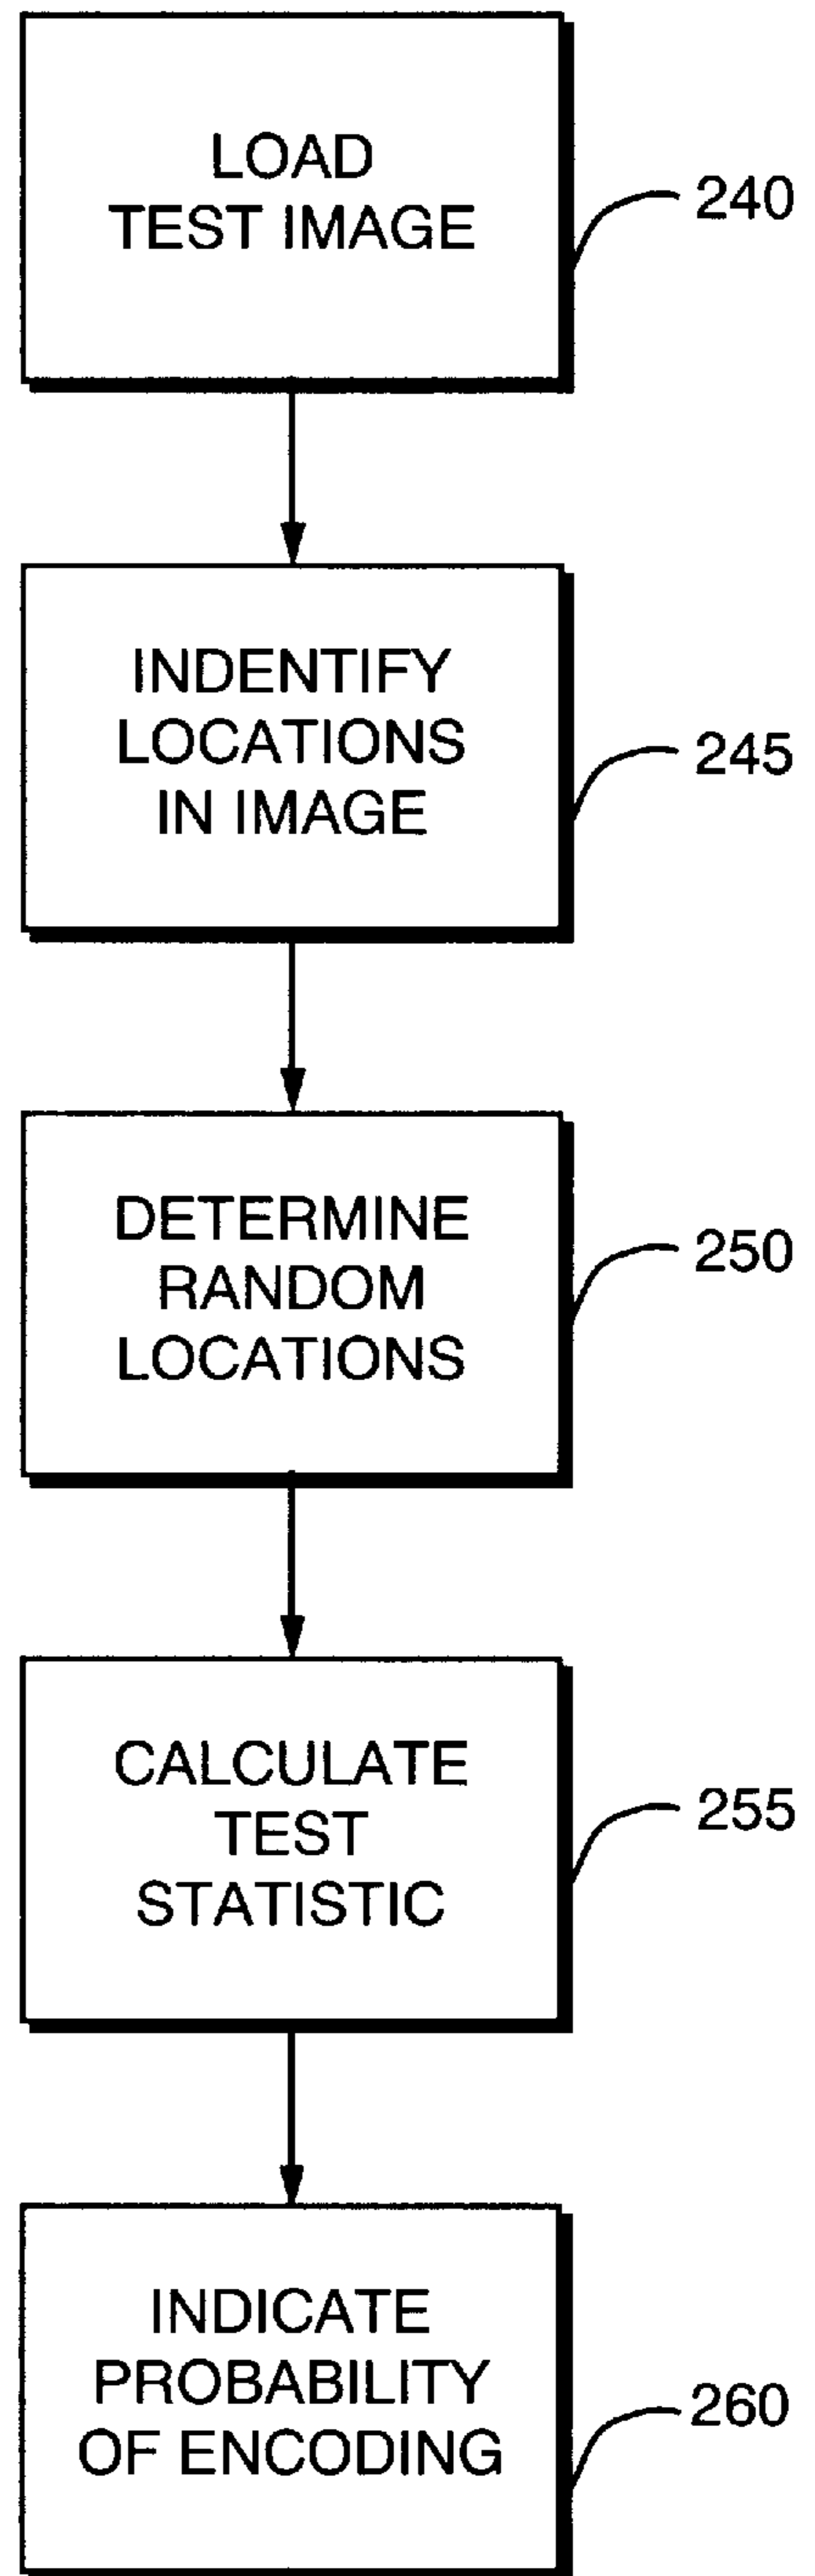 LOAD
TEST IMAGE
240
INDENTIFY
LOCATIONS
IN IMAGE
245
DETERMINE
RANDOM
LOCATIONS
250
CALCULATE
TEST
STATISTIC
255
INDICATE
PROBABILITY
OF ENCODING
260